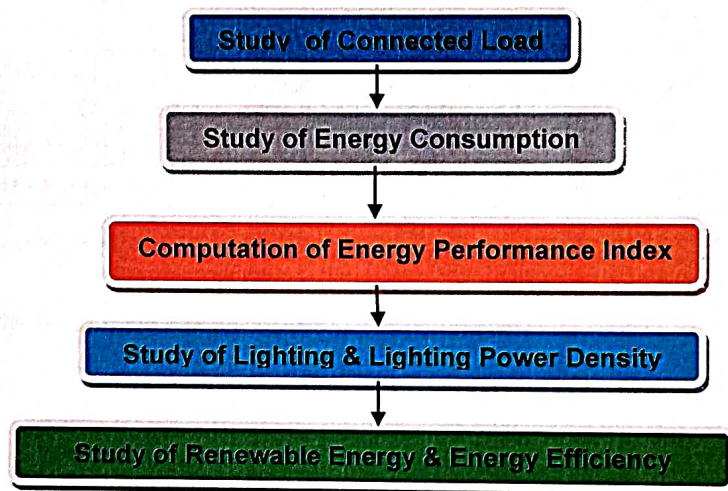 Study of Connected Load
Study of Energy Consumption
Computation of Energy Performance Index
Study of Lighting & Lighting Power Density
Study of Renewable Energy & Energy Efficiency